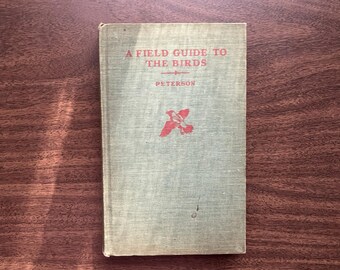 A FIELD GUIDE TO
THE BIRDS
PETERSON